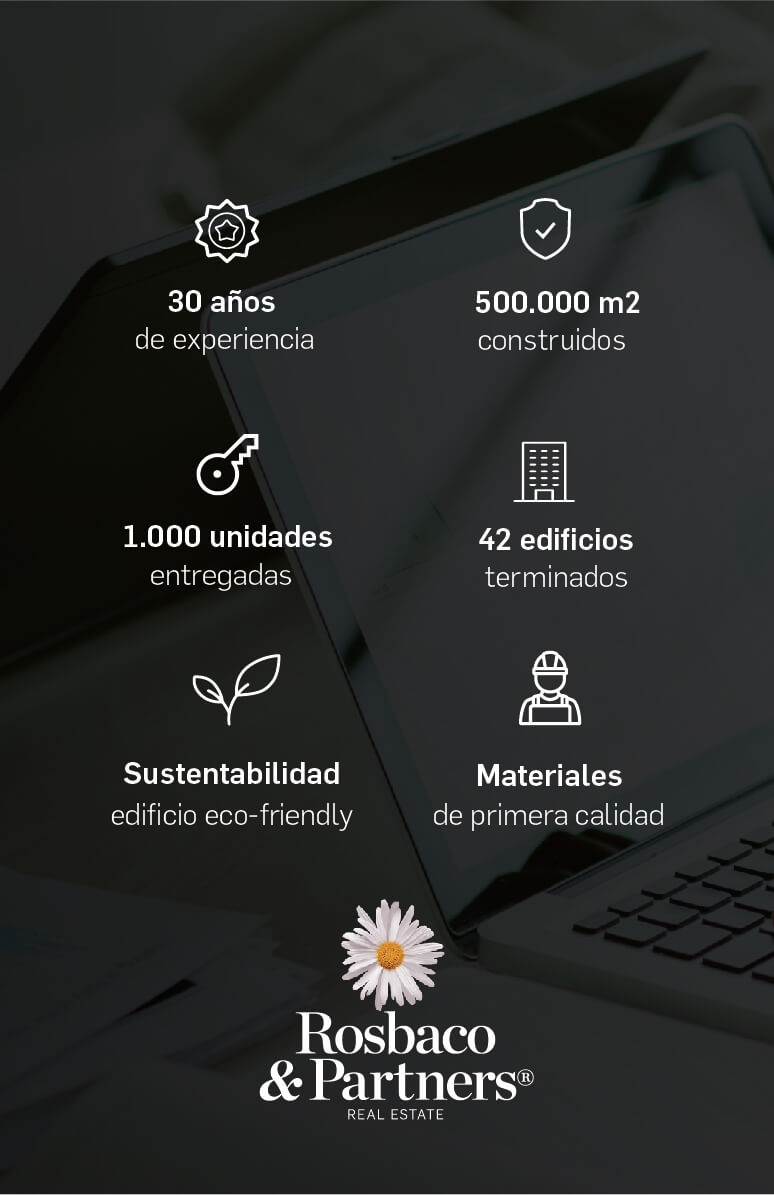 30 años
de experiencia
500.000 m2
construidos
1.000 unidades
entregadas
42 edificios
terminados
Sustentabilidad
edificio eco-friendly
Materiales
de primera calidad
Rosbaco
& Partners®
REAL ESTATE